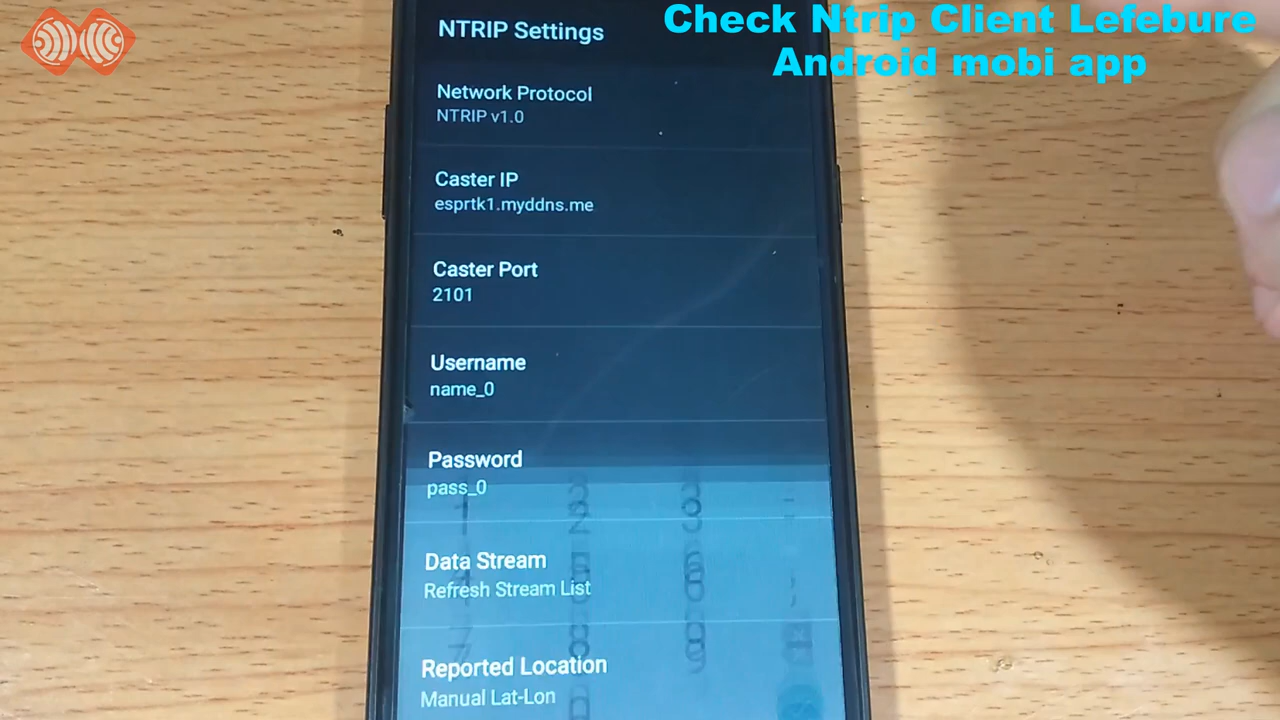 Check Ntrip Client Lefebure
Android mobi app
NTRIP Settings
Network Protocol
NTRIP v1.0
Caster IP
esprtk1.myddns.me
Caster Port
2101
Username
name_0
Password
pass_0
Data Stream
Refresh Stream List
Reported Location
Manual Lat-Lon